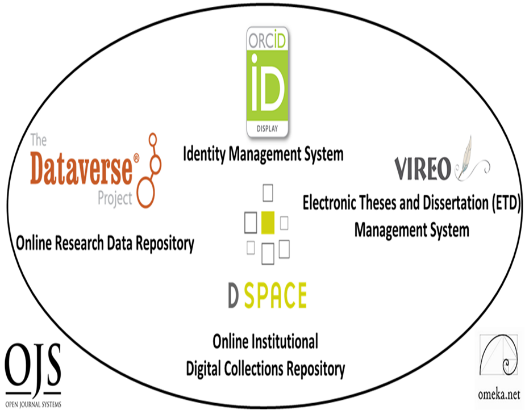 ORCiD
iD
DISPLAY
Identity Management System
The
Dataverse®
Project
Online Research Data Repository
VIREO
Electronic Theses and Dissertation (ETD)
Management System
D SPACE
Online Institutional
Digital Collections Repository
OJS
OPEN JOURNAL SYSTEMS
omeka.net